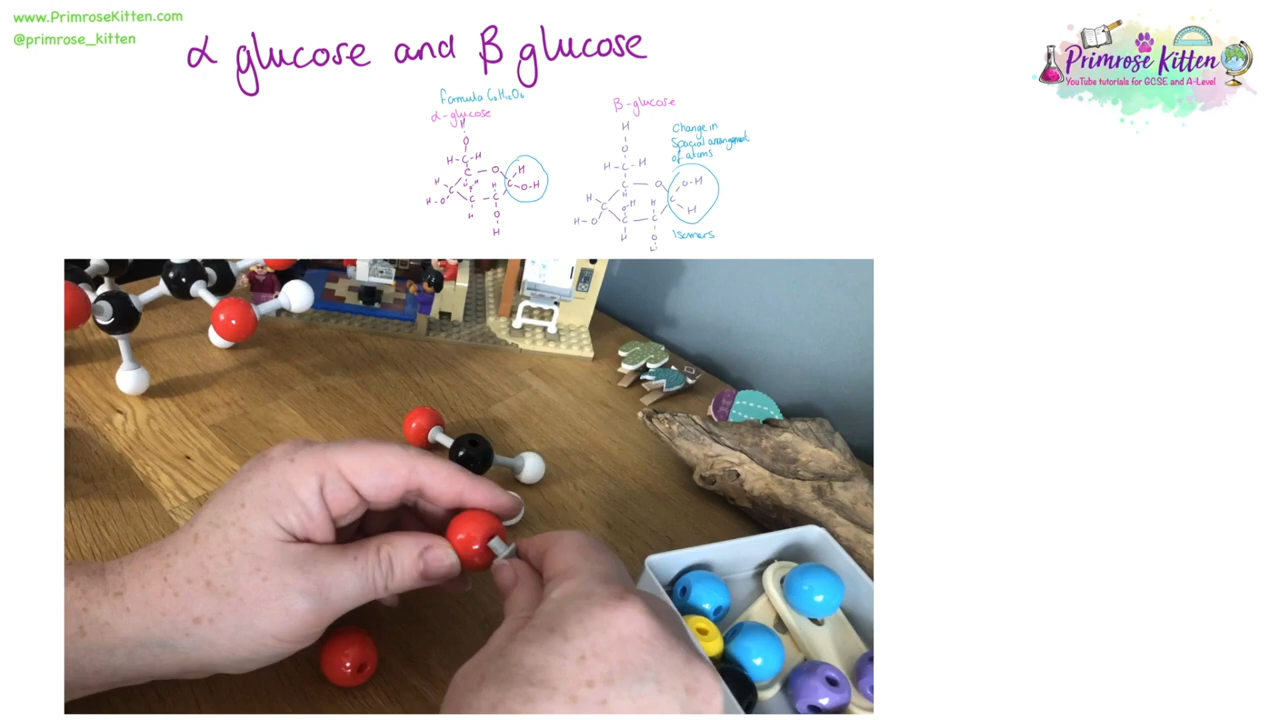 www.PrimroseKitten.com
@primrose_kitten
α glucose and β glucose
Primrose Kitten
YouTube tutorials for GCSE and A-Level
Formula C₆H₁₂O₆
α-glucose
H
O
H-C-H
C O H
H C H H H C
H-O C C O-H
H O
H
β-glucose
H
O
H-C-H
C O O-H
H H C
H C O H H H
H-O C C
H O
Change in
Spacial arrangement
of atoms
Isomers